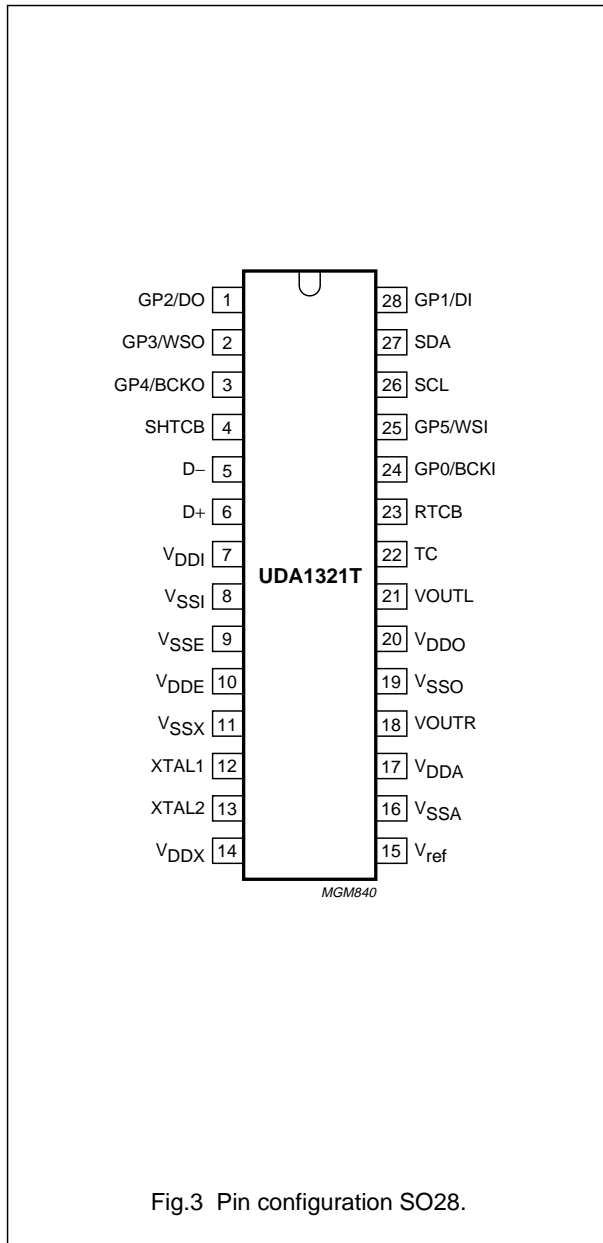 GP2/DO 1 28 GP1/DI
GP3/WSO 2 27 SDA
GP4/BCKO 3 26 SCL
SHTCB 4 25 GP5/WSI
D− 5 24 GP0/BCKI
D+ 6 23 RTCB
VDDI 7 22 TC
UDA1321T
VSSI 8 21 VOUTL
VSSE 9 20 VDDO
VDDE 10 19 VSSO
VSSX 11 18 VOUTR
XTAL1 12 17 VDDA
XTAL2 13 16 VSSA
VDDX 14 15 Vref
MGM840
Fig.3 Pin configuration SO28.